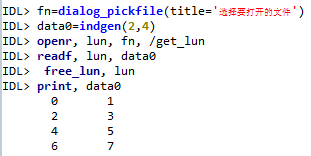 IDL> fn=dialog_pickfile(title='选择要打开的文件')
IDL> data0=indgen(2,4)
IDL> openr, lun, fn, /get_lun
IDL> readf, lun, data0
IDL>  free_lun, lun
IDL> print, data0
       0       1
       2       3
       4       5
       6       7